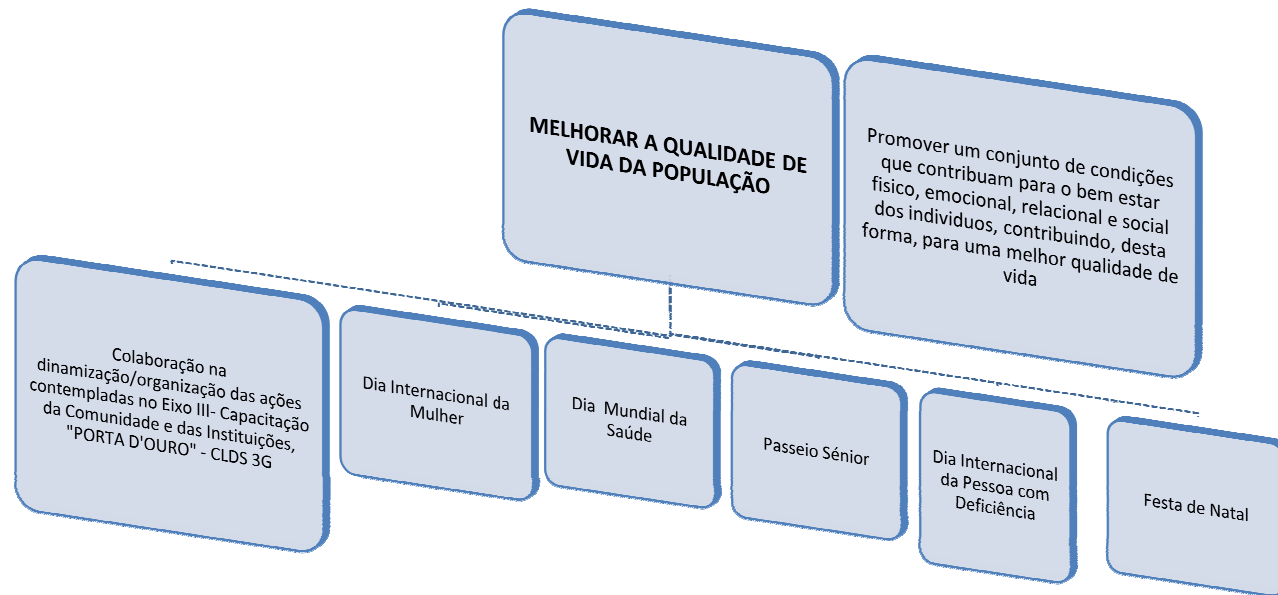 MELHORAR A QUALIDADE DE
VIDA DA POPULAÇÃO
Promover um conjunto de condições
que contribuam para o bem estar
fisico, emocional, relacional e social
dos individuos, contribuindo, desta
forma, para uma melhor qualidade de
vida
Colaboração na
dinamização/organização das ações
contempladas no Eixo III- Capacitação
da Comunidade e das Instituições,
"PORTA D'OURO" - CLDS 3G
Dia Internacional da
Mulher
Dia Mundial da
Saúde
Passeio Sénior
Dia Internacional
da Pessoa com
Deficiência
Festa de Natal